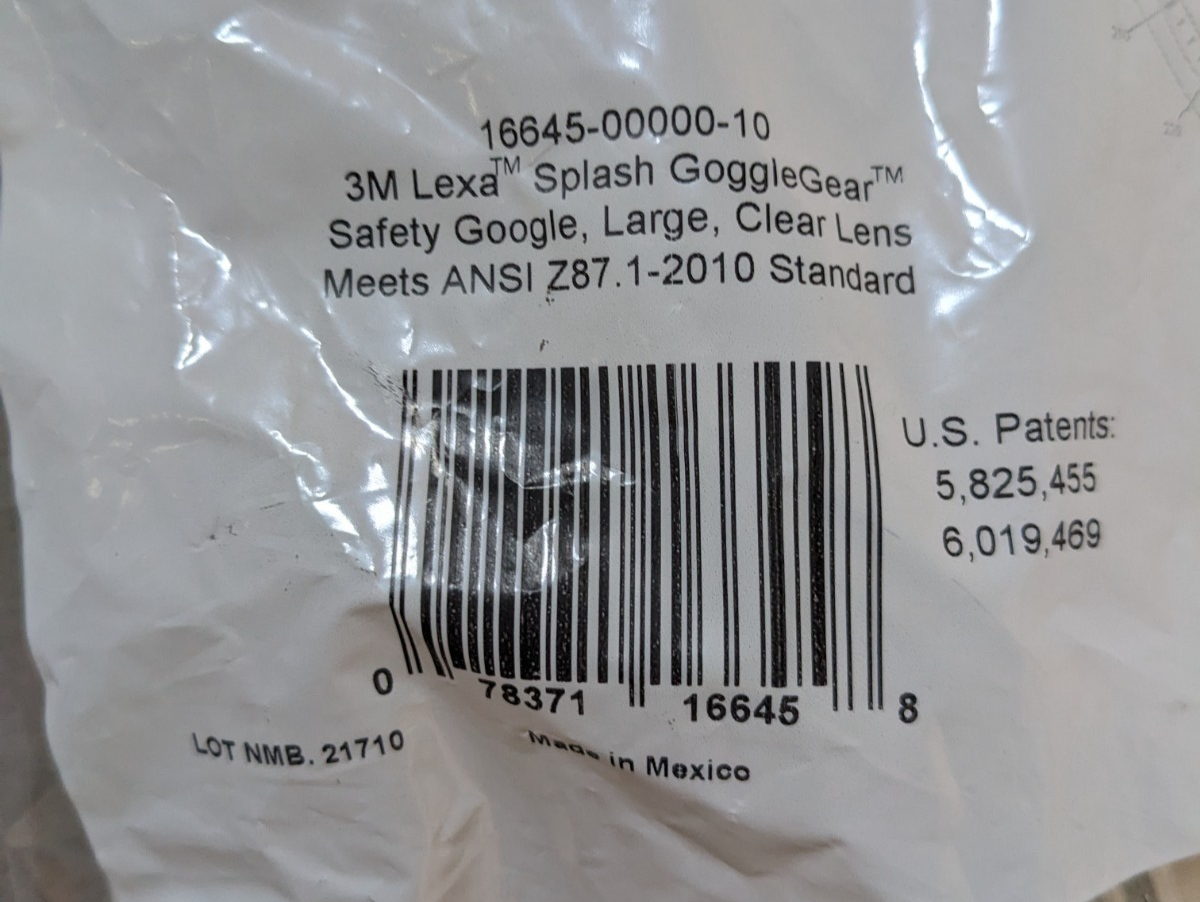 16645-00000-10
3M Lexa™ Splash GoggleGear™
Safety Google, Large, Clear Lens
Meets ANSI Z87.1-2010 Standard
U.S. Patents:
5,825,455
6,019,469
0 78371 16645 8
LOT NMB. 21710
Made in Mexico